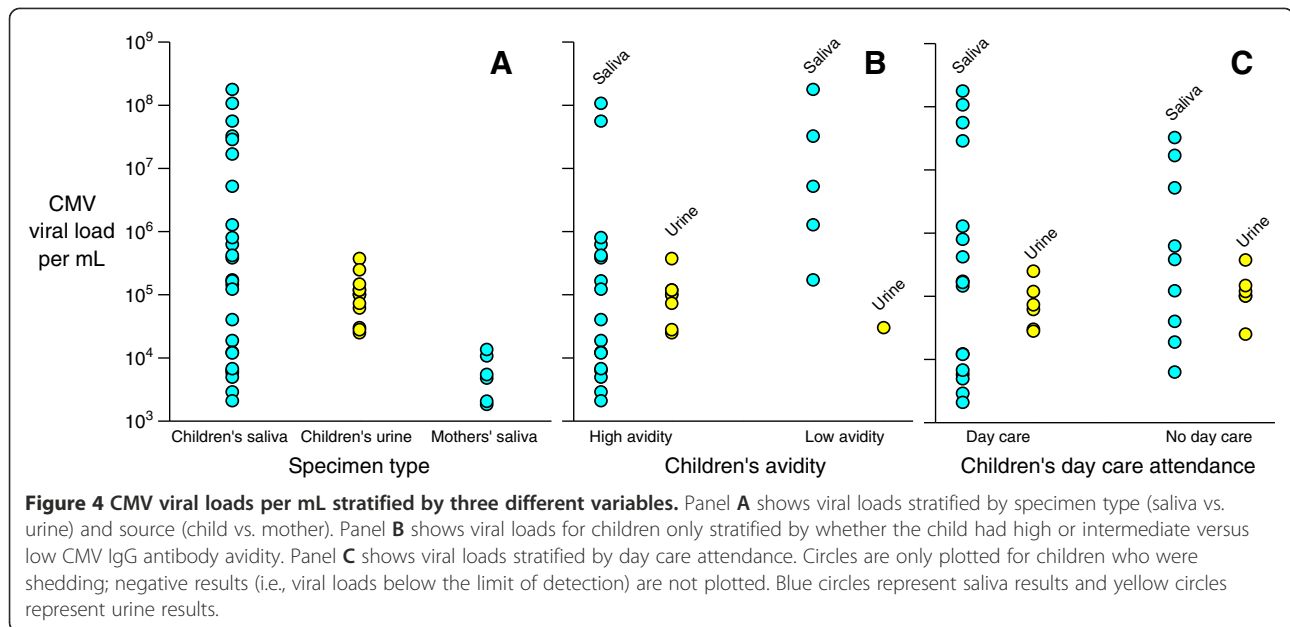 10⁹
10⁸
10⁷
10⁶
10⁵
10⁴
10³
CMV
viral load
per mL
A
Children's saliva
Children's urine
Mothers' saliva
Specimen type
B
Saliva
Urine
Saliva
Urine
High avidity
Low avidity
Children's avidity
C
Saliva
Urine
Saliva
Urine
Day care
No day care
Children's day care attendance
Figure 4 CMV viral loads per mL stratified by three different variables. Panel A shows viral loads stratified by specimen type (saliva vs.
urine) and source (child vs. mother). Panel B shows viral loads for children only stratified by whether the child had high or intermediate versus
low CMV IgG antibody avidity. Panel C shows viral loads stratified by day care attendance. Circles are only plotted for children who were
shedding; negative results (i.e., viral loads below the limit of detection) are not plotted. Blue circles represent saliva results and yellow circles
represent urine results.